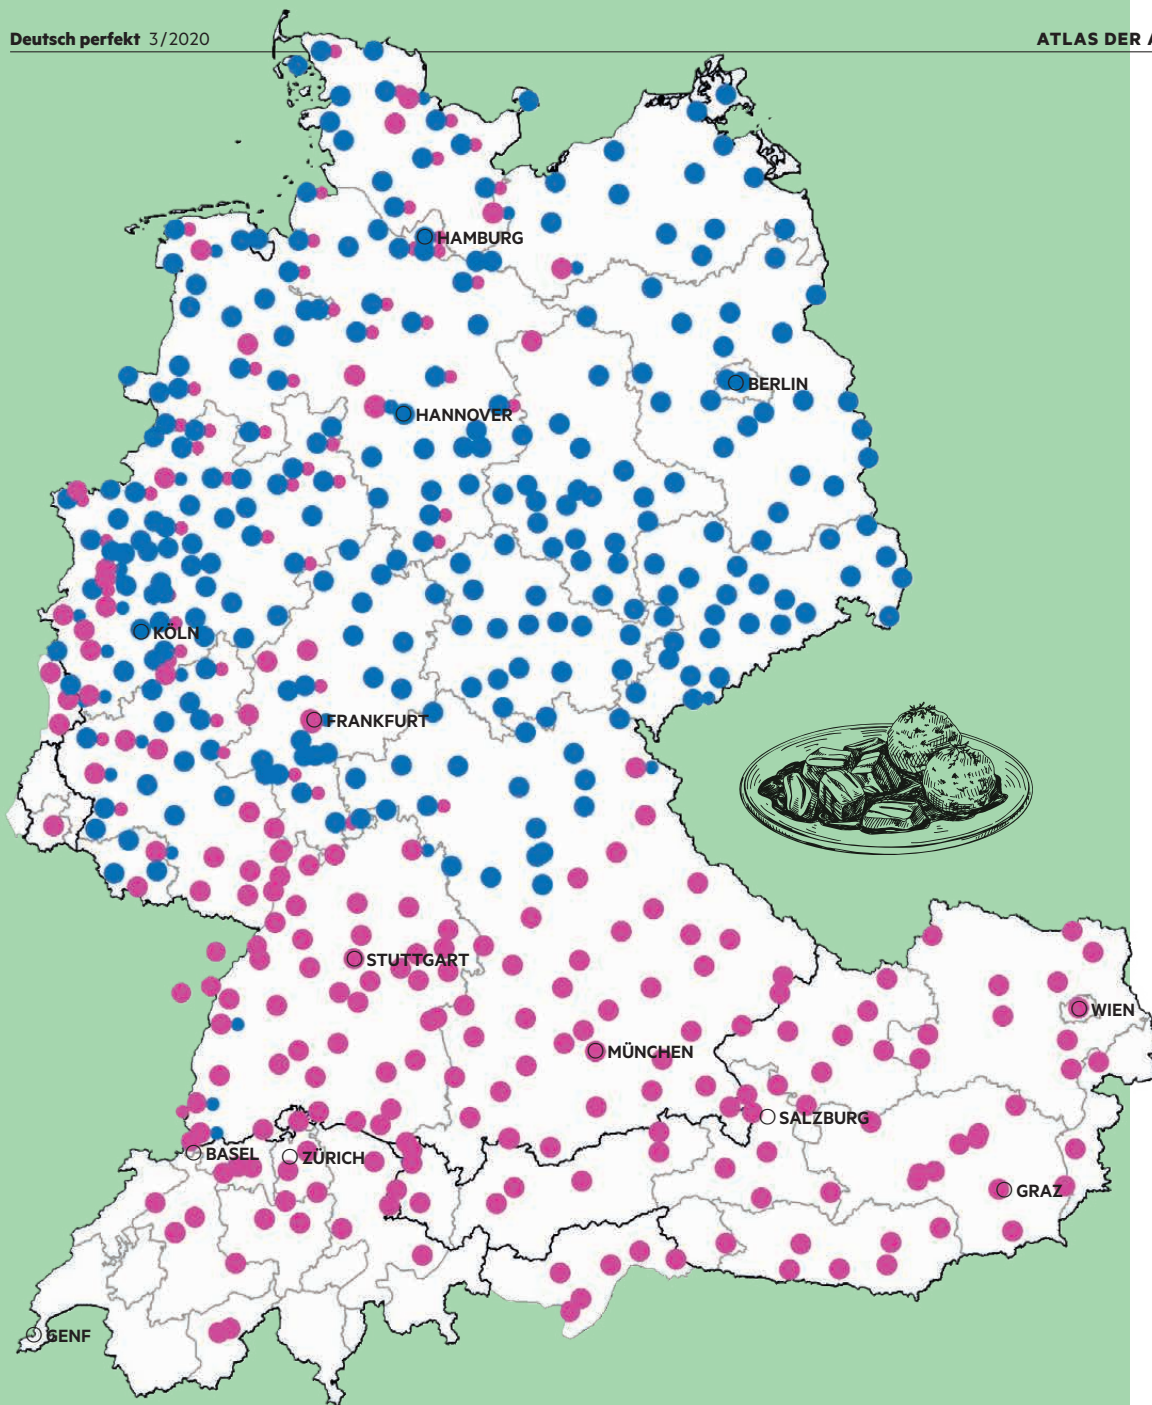 Deutsch perfekt 3/2020
ATLAS DER A
HAMBURG
BERLIN
HANNOVER
KÖLN
FRANKFURT
STUTTGART
WIEN
MÜNCHEN
SALZBURG
BASEL
ZÜRICH
GRAZ
GENF